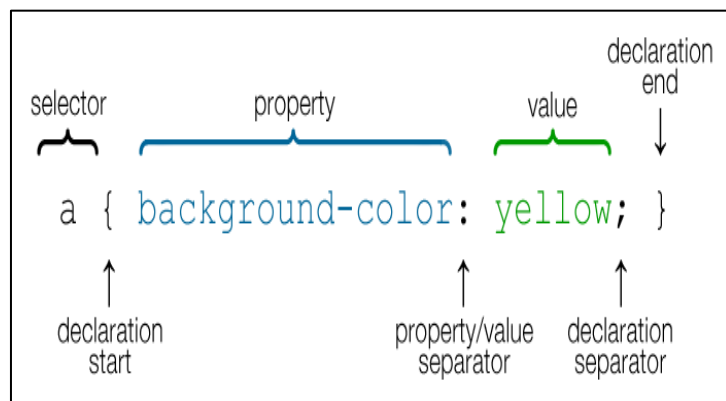 declaration
end
selector
property
value
a { background-color: yellow; }
declaration
start
property/value
separator
declaration
separator